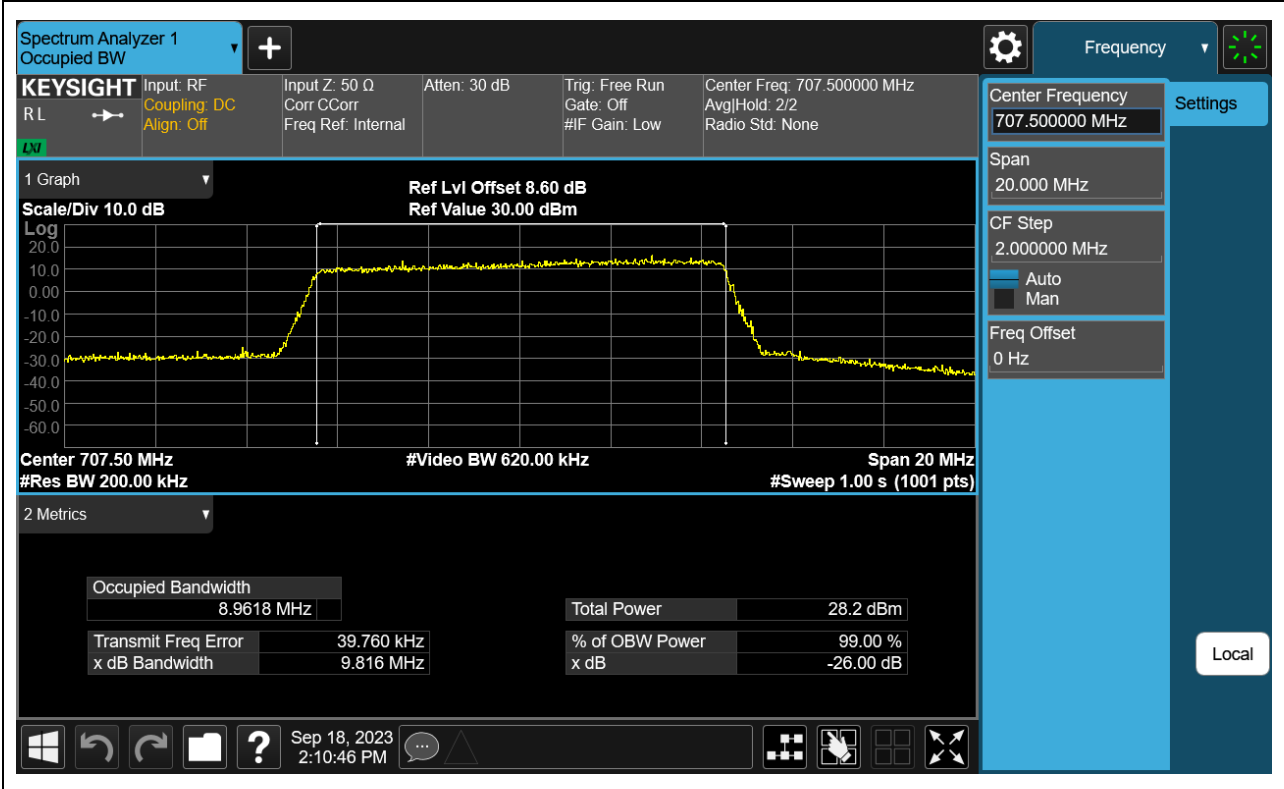 Spectrum Analyzer 1
Occupied BW
Frequency
KEYSIGHT
R L
LXI
Input: RF
Coupling: DC
Align: Off
Input Z: 50 Ω
Corr CCorr
Freq Ref: Internal
Atten: 30 dB
Trig: Free Run
Gate: Off
#IF Gain: Low
Center Freq: 707.500000 MHz
Avg|Hold: 2/2
Radio Std: None
Center Frequency
707.500000 MHz
Settings
Span
20.000 MHz
CF Step
2.000000 MHz
Auto
Man
Freq Offset
0 Hz
Local
1 Graph
Scale/Div 10.0 dB
Ref Lvl Offset 8.60 dB
Ref Value 30.00 dBm
Log
20.0
10.0
0.00
-10.0
-20.0
-30.0
-40.0
-50.0
-60.0
Center 707.50 MHz
#Video BW 620.00 kHz
Span 20 MHz
#Res BW 200.00 kHz
#Sweep 1.00 s (1001 pts)
2 Metrics
Occupied Bandwidth
8.9618 MHz
Total Power 28.2 dBm
Transmit Freq Error 39.760 kHz
% of OBW Power 99.00 %
x dB Bandwidth 9.816 MHz
x dB -26.00 dB
?
Sep 18, 2023
2:10:46 PM